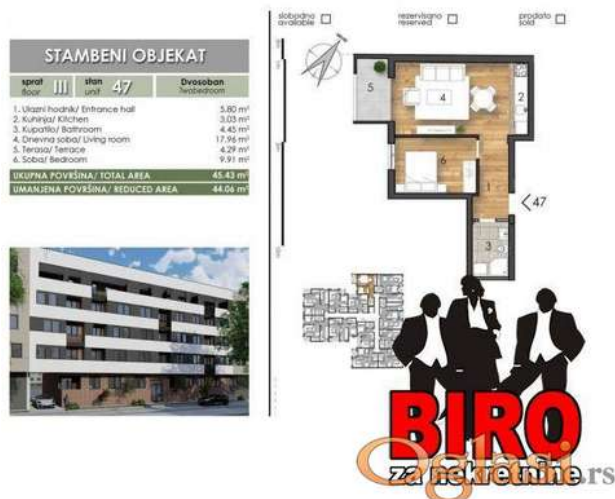 STAMBENI OBJEKAT
sprat floor III stan unit 47 Dvosoban Twobedroom
1. Ulazni hodnik/ Entrance hall 5.80 m²
2. Kuhinja/ Kitchen 3.03 m²
3. Kupatilo/ Bathroom 4.45 m²
4. Dnevna soba/ Living room 17.96 m²
5. Terasa/ Terrace 4.29 m²
6. Soba/ Bedroom 9.91 m²
UKUPNA POVRŠINA/ TOTAL AREA 45.43 m²
UMANJENA POVRŠINA/ REDUCED AREA 44.06 m²
slobodno available
rezervisano reserved
prodato sold
5
4
2
6
1
47
3
BIRO
za nekretnine
Oglasi.rs